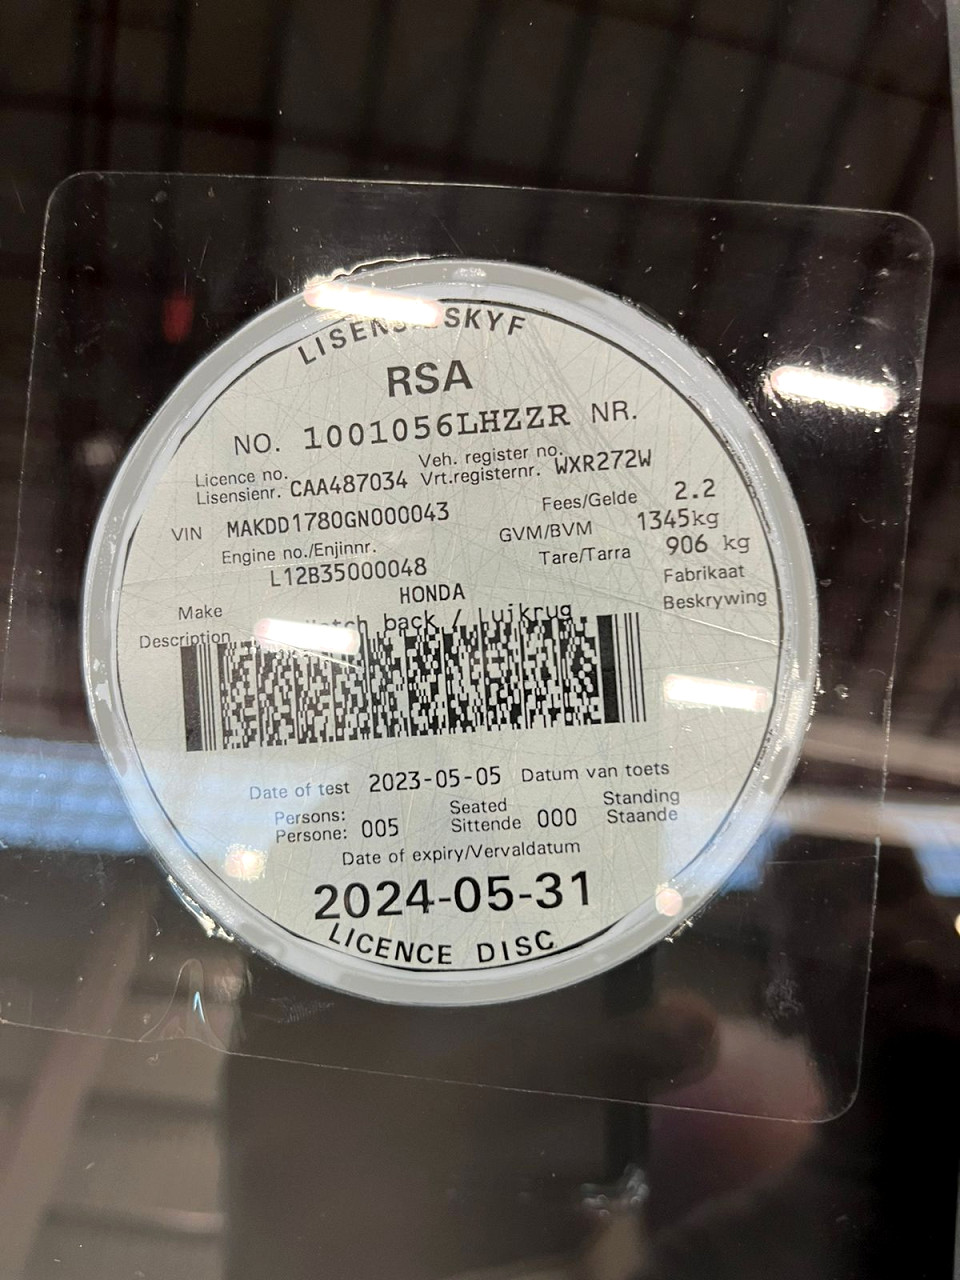 LISENSIESKYF
RSA
NO. 1001056LHZZR NR.
Licence no. Veh. register no.
Lisensienr. CAA487034 Vrt.registernr. WXR272W
VIN MAKDD1780GN000043 Fees/Gelde 2.2
Engine no./Enjinnr. GVM/BVM 1345kg
L12B35000048 Tare/Tarra 906 kg
Make HONDA Fabrikaat
Description back / Luikrug Beskrywing
Date of test 2023-05-05 Datum van toets
Persons: Seated Standing
Persone: 005 Sittende 000 Staande
Date of expiry/Vervaldatum
2024-05-31
LICENCE DISC